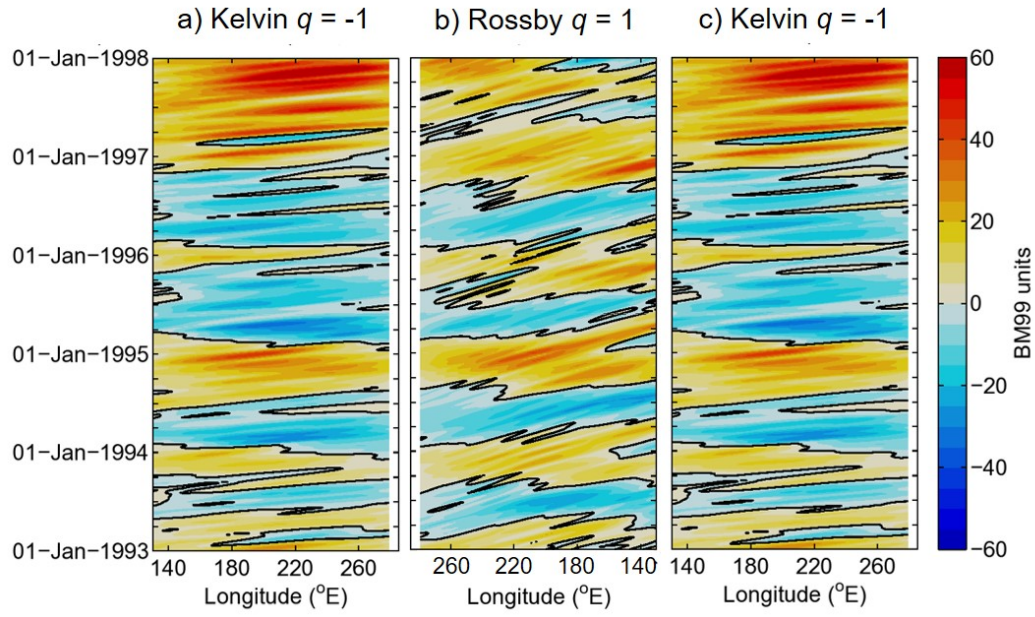 a) Kelvin q = -1
b) Rossby q = 1
c) Kelvin q = -1
01-Jan-1998
01-Jan-1997
01-Jan-1996
01-Jan-1995
01-Jan-1994
01-Jan-1993
140 180 220 260
260 220 180 140
140 180 220 260
Longitude (°E)
Longitude (°E)
Longitude (°E)
60
40
20
0
−20
−40
−60
BM99 units